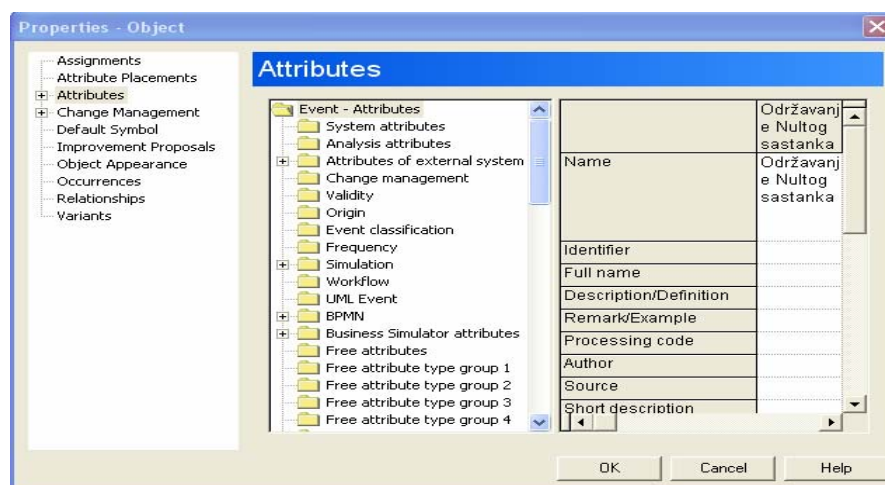 Properties - Object
Assignments
Attribute Placements
Attributes
Change Management
Default Symbol
Improvement Proposals
Object Appearance
Occurrences
Relationships
Variants
Attributes
Event - Attributes
System attributes
Analysis attributes
Attributes of external system
Change management
Validity
Origin
Event classification
Frequency
Simulation
Workflow
UML Event
BPMN
Business Simulator attributes
Free attributes
Free attribute type group 1
Free attribute type group 2
Free attribute type group 3
Free attribute type group 4
Održavanj
e Nultog
sastanka
Name
Održavanj
e Nultog
sastanka
Identifier
Full name
Description/Definition
Remark/Example
Processing code
Author
Source
Short description
OK
Cancel
Help